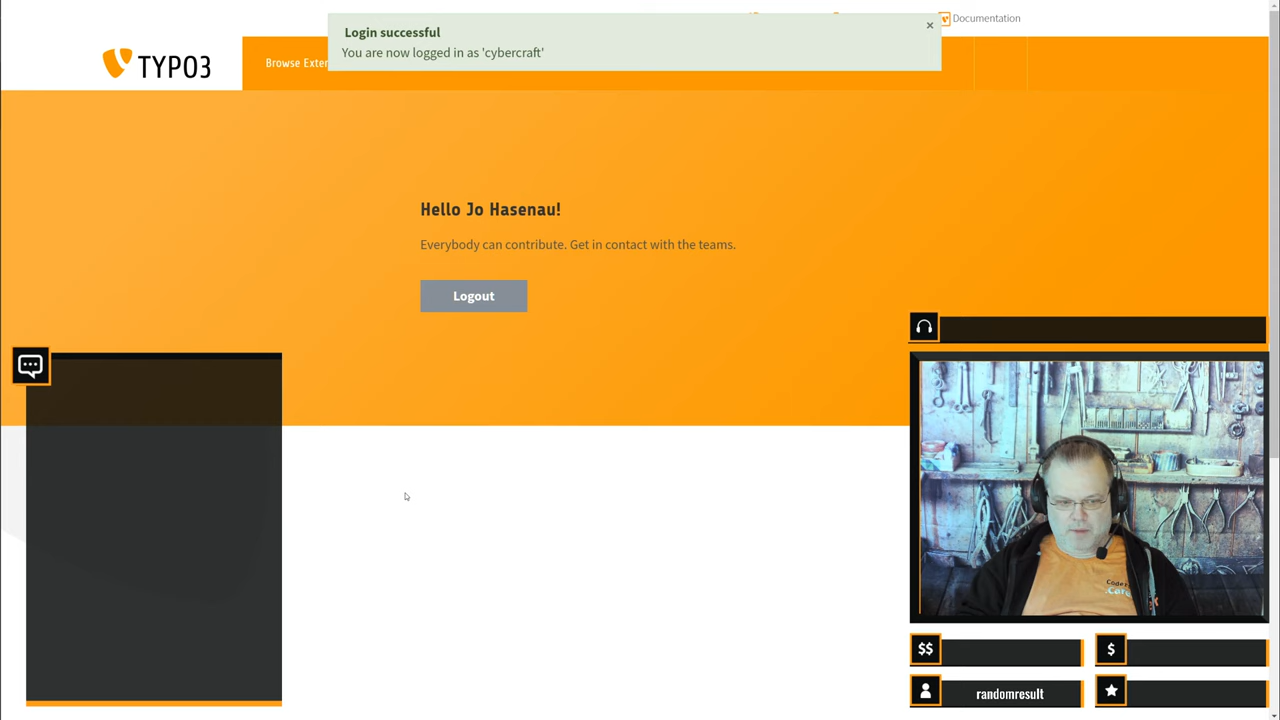 Login successful
×
You are now logged in as 'cybercraft'
Documentation
TYPO3
Browse Exten
Hello Jo Hasenau!
Everybody can contribute. Get in contact with the teams.
Logout
$$
$
randomresult